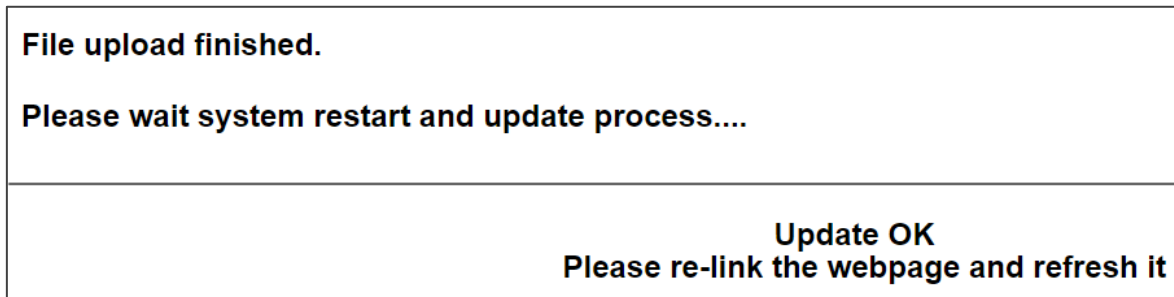 File upload finished.
Please wait system restart and update process....
Update OK
Please re-link the webpage and refresh it